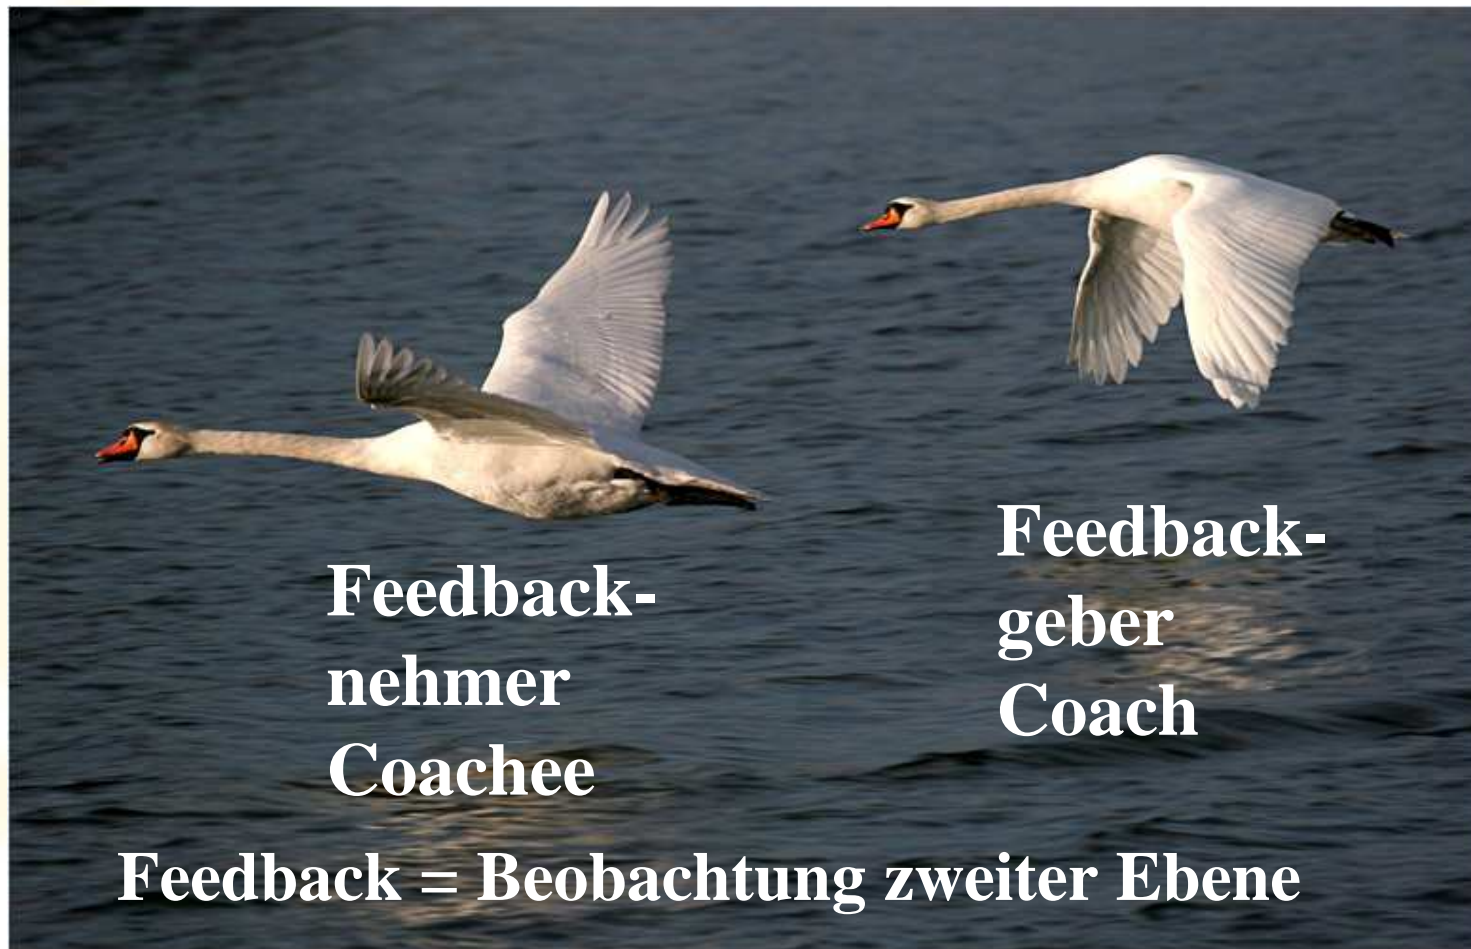 Feedback-
nehmer
Coachee
Feedback-
geber
Coach
Feedback = Beobachtung zweiter Ebene